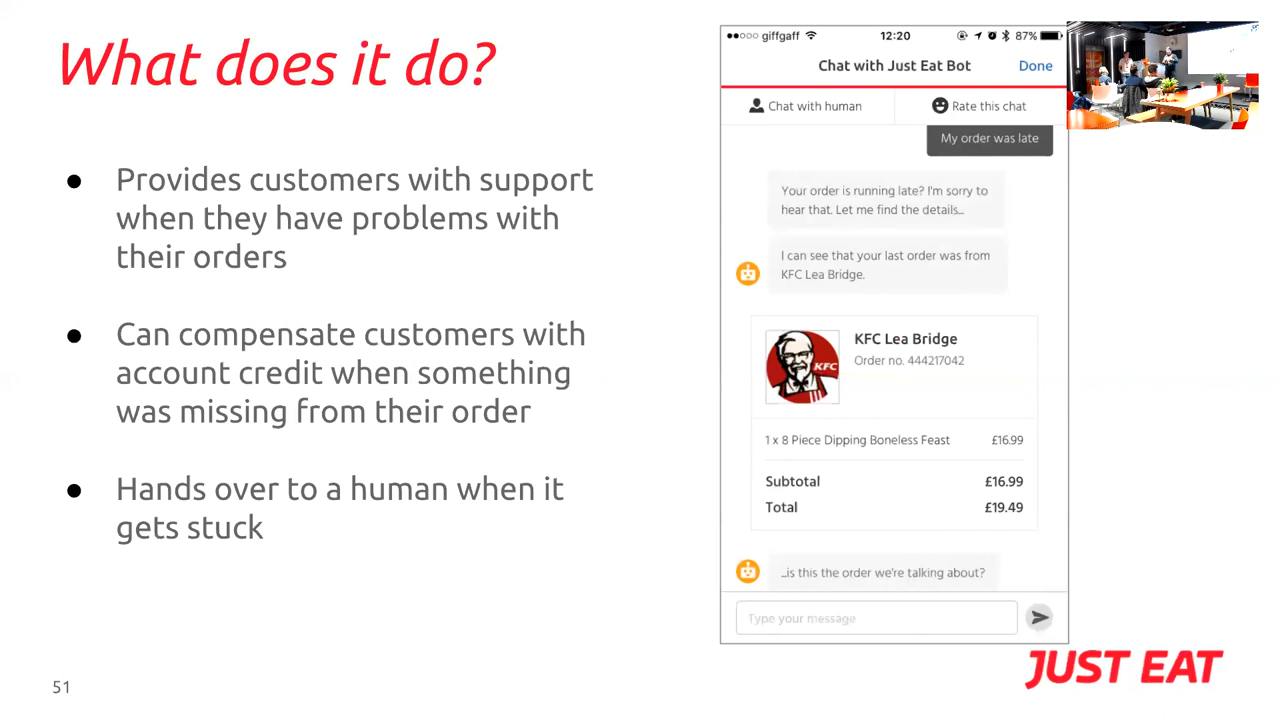 What does it do?
● Provides customers with support
when they have problems with
their orders
● Can compensate customers with
account credit when something
was missing from their order
● Hands over to a human when it
gets stuck
51
giffgaff
12:20
87%
Chat with Just Eat Bot
Done
Chat with human
Rate this chat
My order was late
Your order is running late? I'm sorry to
hear that. Let me find the details...
I can see that your last order was from
KFC Lea Bridge.
KFC
KFC Lea Bridge
Order no. 444217042
1 x 8 Piece Dipping Boneless Feast £16.99
Subtotal £16.99
Total £19.49
...is this the order we're talking about?
Type your message
JUST EAT